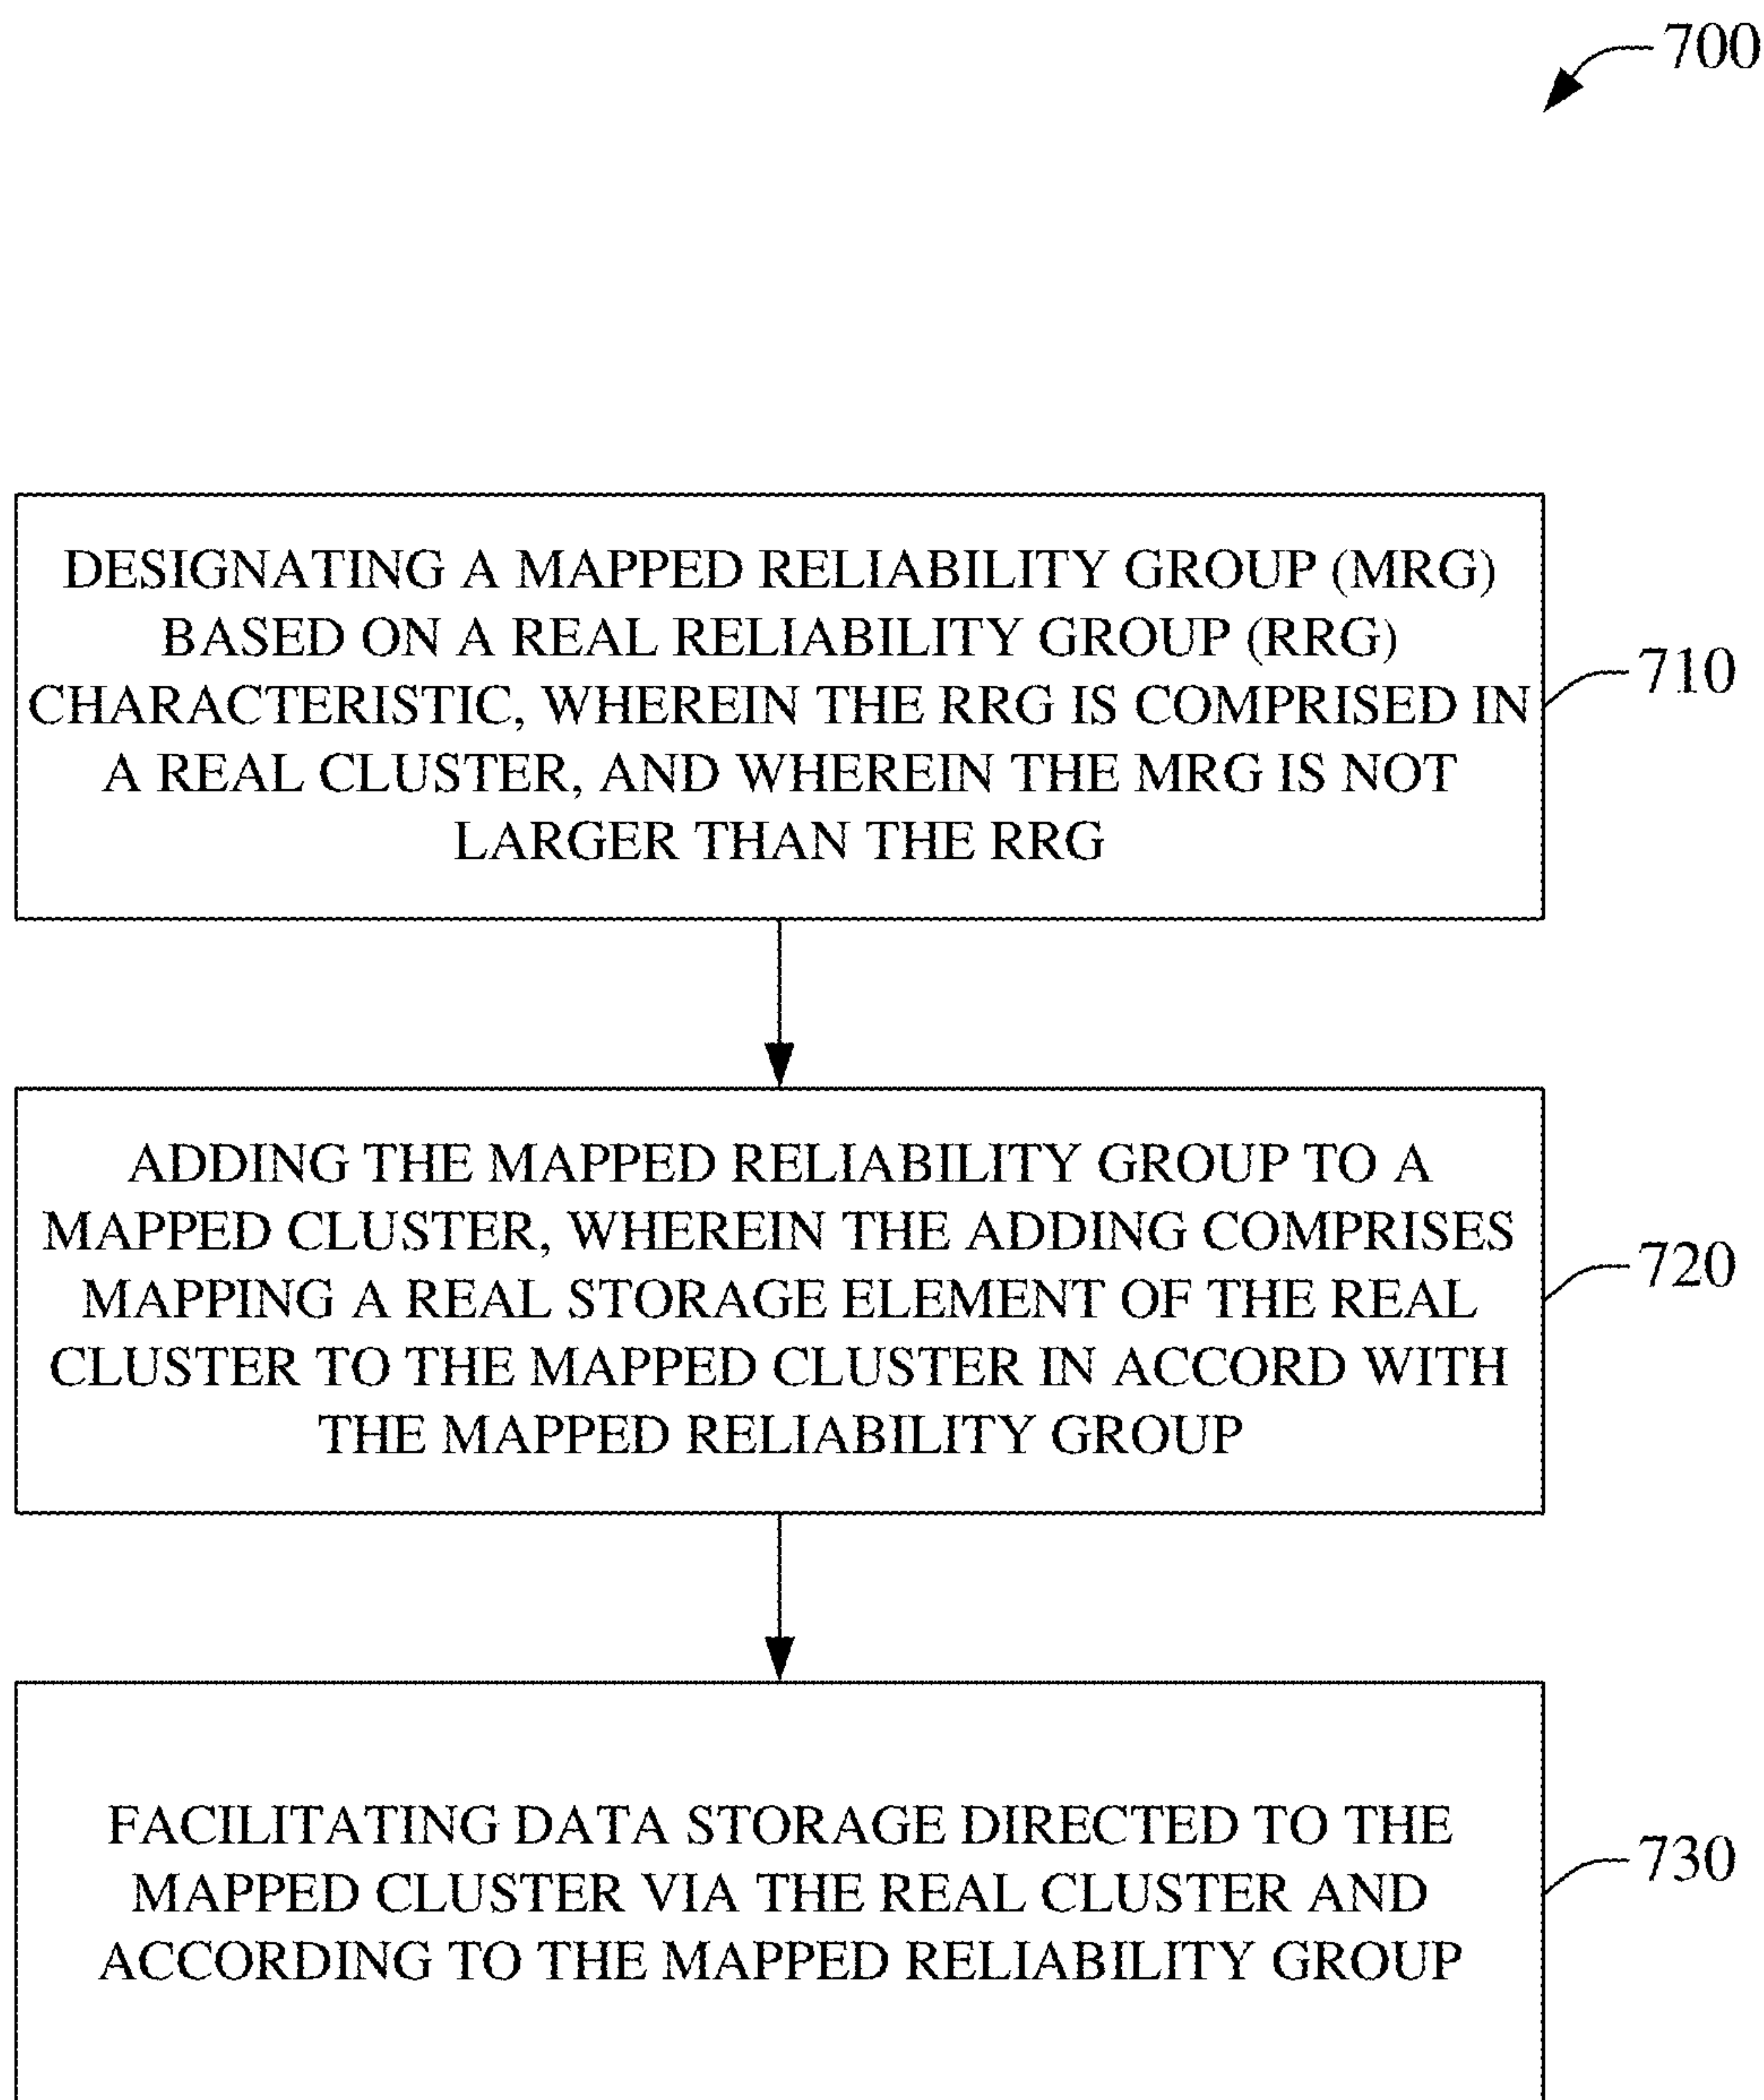 700
DESIGNATING A MAPPED RELIABILITY GROUP (MRG)
BASED ON A REAL RELIABILITY GROUP (RRG)
CHARACTERISTIC, WHEREIN THE RRG IS COMPRISED IN
A REAL CLUSTER, AND WHEREIN THE MRG IS NOT
LARGER THAN THE RRG
710
ADDING THE MAPPED RELIABILITY GROUP TO A
MAPPED CLUSTER, WHEREIN THE ADDING COMPRISES
MAPPING A REAL STORAGE ELEMENT OF THE REAL
CLUSTER TO THE MAPPED CLUSTER IN ACCORD WITH
THE MAPPED RELIABILITY GROUP
720
FACILITATING DATA STORAGE DIRECTED TO THE
MAPPED CLUSTER VIA THE REAL CLUSTER AND
ACCORDING TO THE MAPPED RELIABILITY GROUP
730